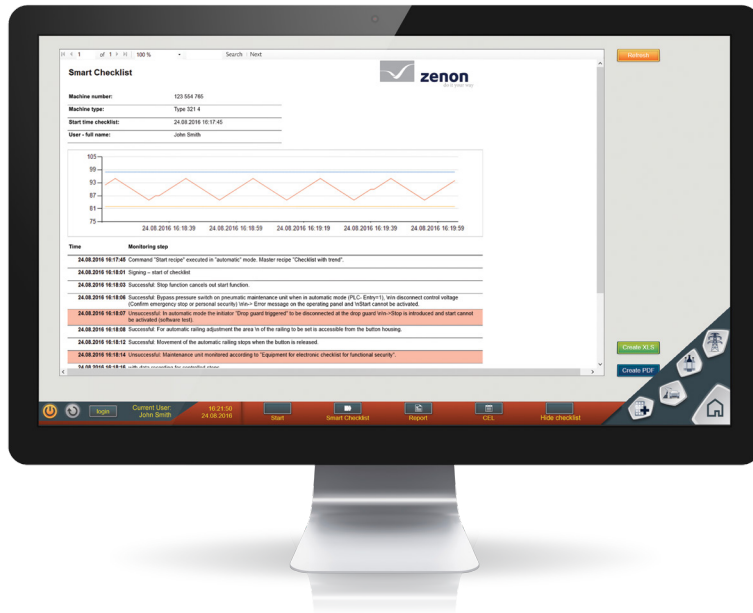 1 of 1 100 % Search Next
Refresh
Smart Checklist
zenon
do it your way
Machine number: 123 554 765
Machine type: Type 321 4
Start time checklist: 24.08.2016 16:17:45
User - full name: John Smith
105
99
93
87
81
75
24.08.2016 16:18:39 24.08.2016 16:18:59 24.08.2016 16:19:19 24.08.2016 16:19:39 24.08.2016 16:19:59
Time Monitoring step
24.08.2016 16:17:48 Command "Start recipe" executed in "automatic" mode. Master recipe "Checklist with trend".
24.08.2016 16:18:01 Signing – start of checklist
24.08.2016 16:18:03 Successful: Stop function cancels out start function.
24.08.2016 16:18:06 Successful: Bypass pressure switch on pneumatic maintenance unit when in automatic mode (PLC- Entry=1), \n\n disconnect control voltage
(Confirm emergency stop or personal security) \n\n-> Error message on the operating panel and \nStart cannot be activated.
24.08.2016 16:18:07 Unsuccessful: In automatic mode the initiator "Drop guard triggered" to be disconnected at the drop guard \n\n->Stop is introduced and start cannot
be activated (software test).
24.08.2016 16:18:08 Successful: For automatic railing adjustment the area \n of the railing to be set is accessible from the button housing.
24.08.2016 16:18:12 Successful: Movement of the automatic railing stops when the button is released.
24.08.2016 16:18:14 Unsuccessful: Maintenance unit monitored according to "Equipment for electronic checklist for functional security".
Create XLS
Create PDF
login
Current User:
John Smith
16:21:50
24.08.2016
Start
Smart Checklist
Report
CEL
Hide checklist